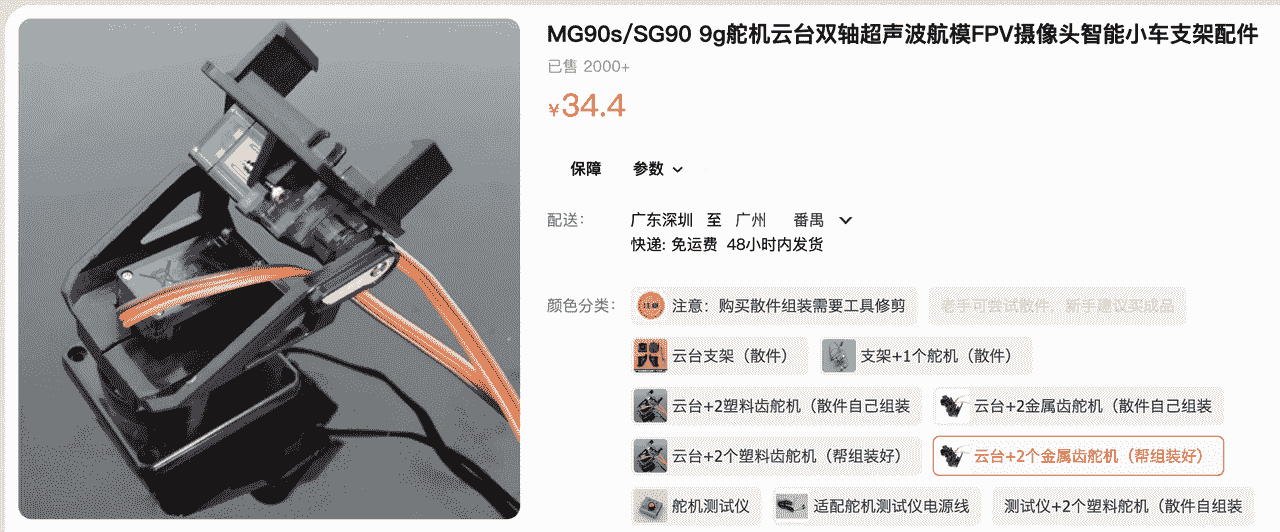 MG90s/SG90 9g舵机云台双轴超声波航模FPV摄像头智能小车支架配件
已售 2000+
¥34.4
保障 参数
配送: 广东深圳 至 广州 番禺
快递: 免运费 48小时内发货
颜色分类: 注意：购买散件组装需要工具修剪 老手可尝试散件，新手建议买成品
云台支架（散件） 支架+1个舵机（散件）
云台+2塑料齿舵机（散件自己组装 云台+2金属齿舵机（散件自己组装
云台+2个塑料齿舵机（帮组装好） 云台+2个金属齿舵机（帮组装好）
舵机测试仪 适配舵机测试仪电源线 测试仪+2个塑料舵机（散件自组装